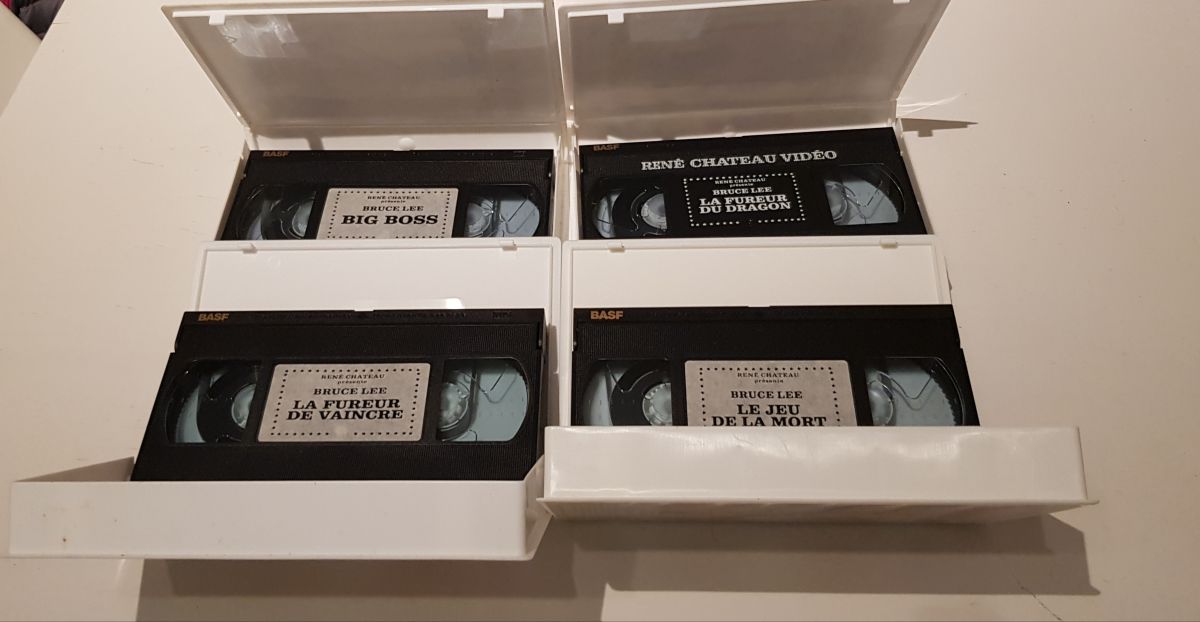 BASF
RENÉ CHATEAU
présente
BRUCE LEE
BIG BOSS
BASF
RENÉ CHATEAU VIDÉO
RENÉ CHATEAU
présente
BRUCE LEE
LA FUREUR
DU DRAGON
BASF
RENÉ CHATEAU
présente
BRUCE LEE
LA FUREUR
DE VAINCRE
BASF
RENÉ CHATEAU
présente
BRUCE LEE
LE JEU
DE LA MORT